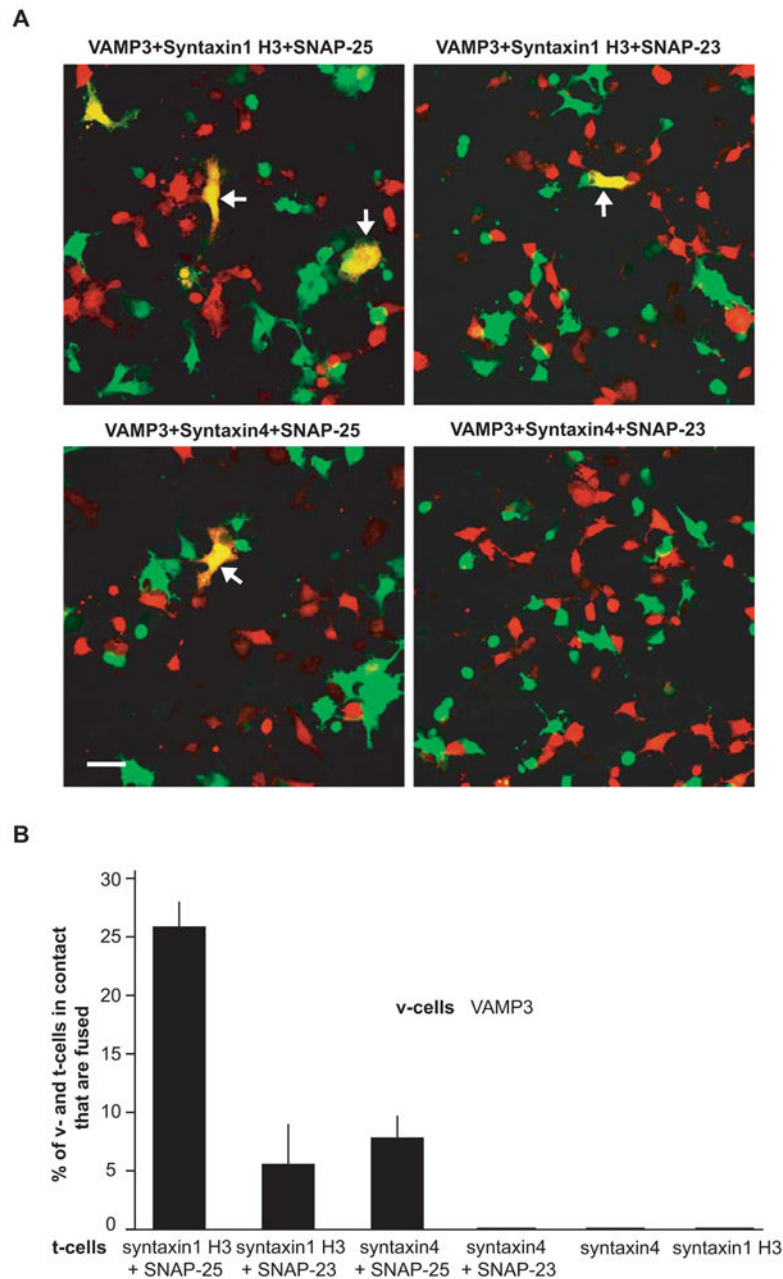 A
VAMP3+Syntaxin1 H3+SNAP-25
VAMP3+Syntaxin1 H3+SNAP-23
VAMP3+Syntaxin4+SNAP-25
VAMP3+Syntaxin4+SNAP-23
B
% of v- and t-cells in contact
that are fused
30
25
20
15
10
5
0
v-cells VAMP3
t-cells
syntaxin1 H3
+ SNAP-25
syntaxin1 H3
+ SNAP-23
syntaxin4
+ SNAP-25
syntaxin4
+ SNAP-23
syntaxin4
syntaxin1 H3